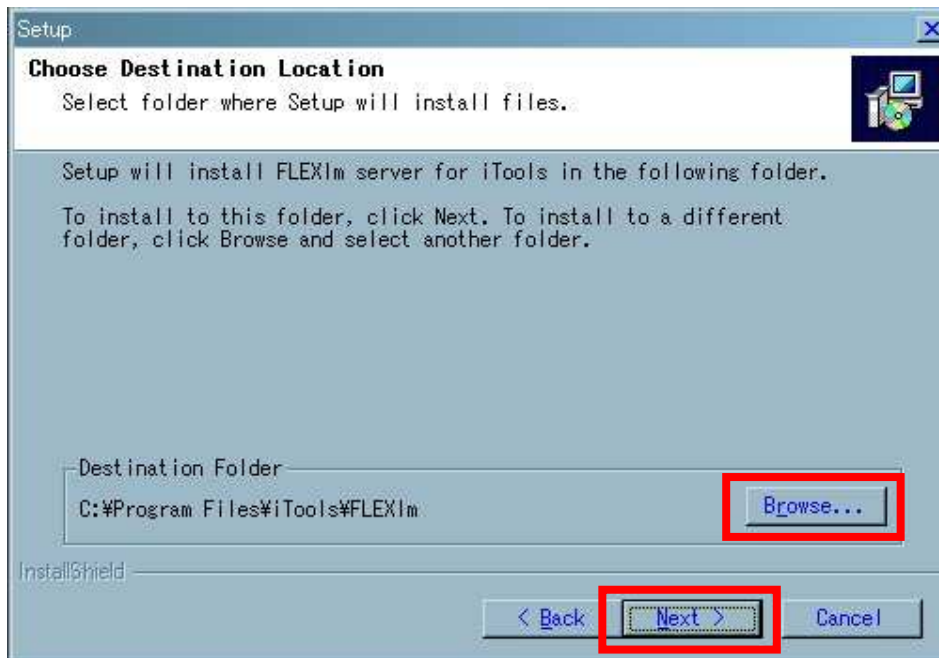 Setup
Choose Destination Location
Select folder where Setup will install files.
Setup will install FLEXlm server for iTools in the following folder.
To install to this folder, click Next. To install to a different
folder, click Browse and select another folder.
Destination Folder
C:¥Program Files¥iTools¥FLEXlm
Browse...
InstallShield
< Back
Next >
Cancel